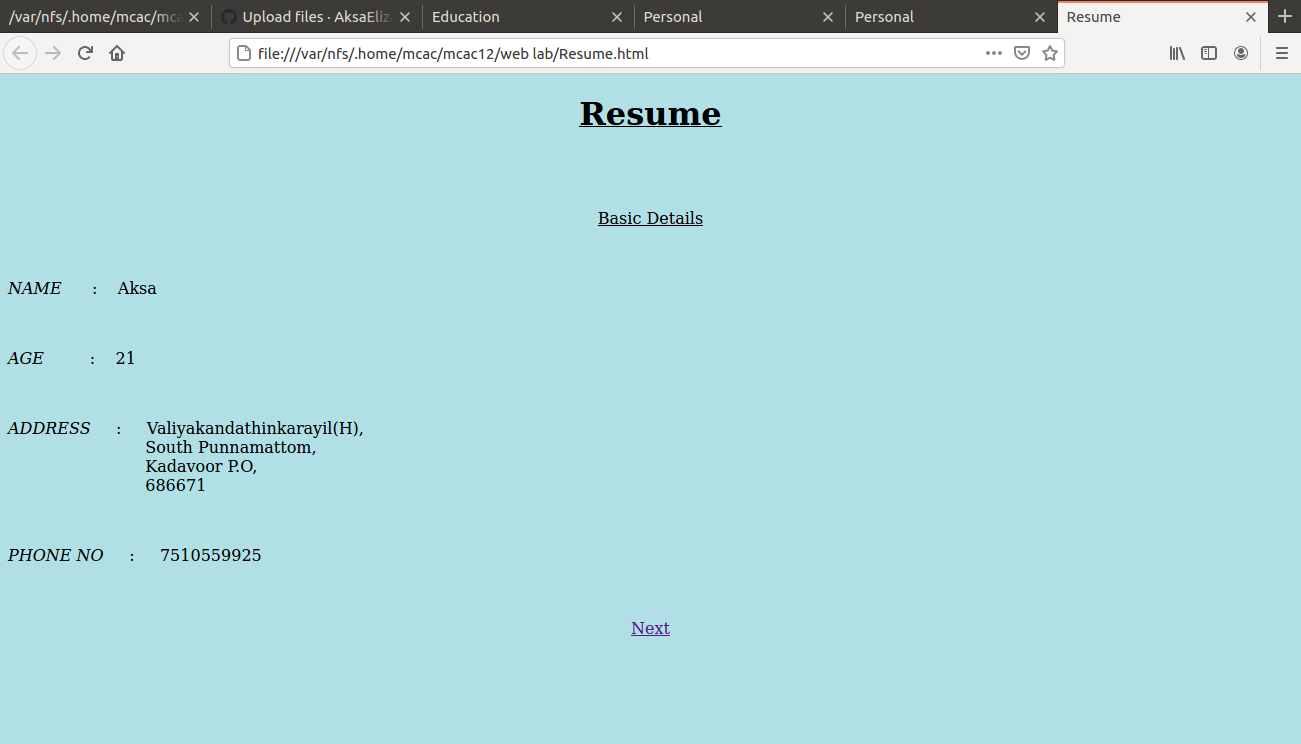 /var/nfs/.home/mcac/mca
Upload files · AksaEliz
Education
Personal
Personal
Resume
file:///var/nfs/.home/mcac/mcac12/web lab/Resume.html
Resume
Basic Details
NAME : Aksa
AGE : 21
ADDRESS : Valiyakandathinkarayil(H),
South Punnamattom,
Kadavoor P.O,
686671
PHONE NO : 7510559925
Next